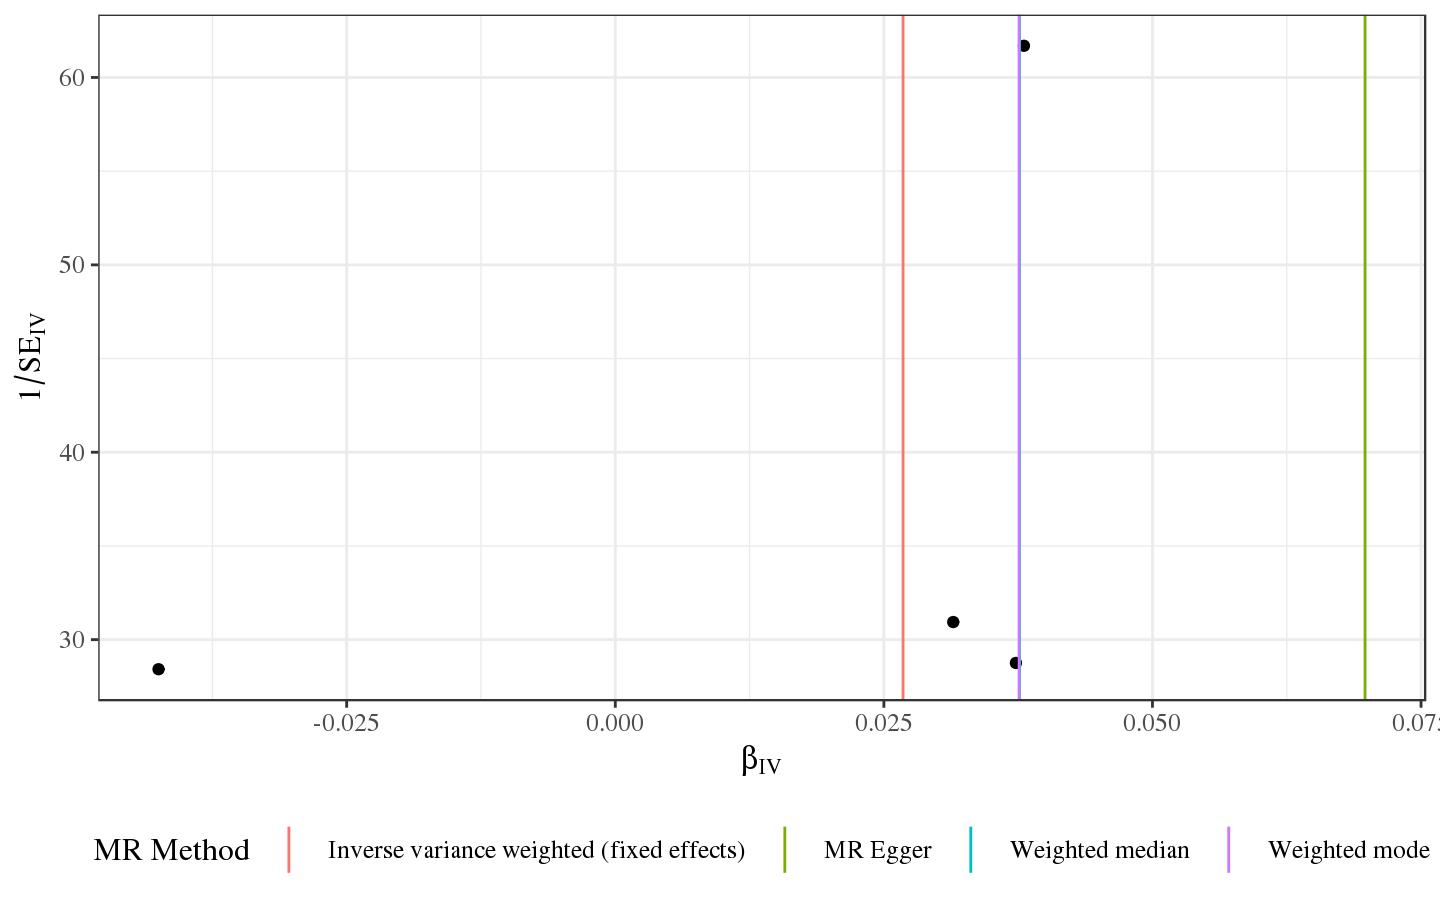 60
50
40
30
1/SE_IV
-0.025
0.000
0.025
0.050
0.07
β_IV
MR Method
Inverse variance weighted (fixed effects)
MR Egger
Weighted median
Weighted mode